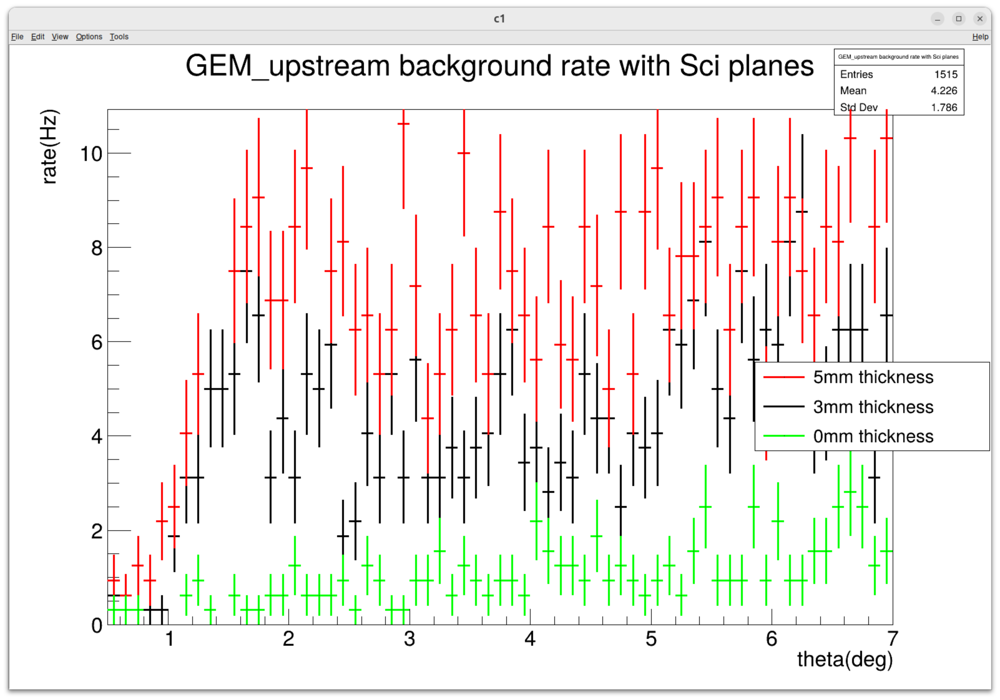 c1
File Edit View Options Tools Help
GEM_upstream background rate with Sci planes
GEM_upstream background rate with Sci planes
Entries 1515
Mean 4.226
Std Dev 1.786
rate(Hz)
10
8
6
4
2
0
5mm thickness
3mm thickness
0mm thickness
1 2 3 4 5 6 7
theta(deg)